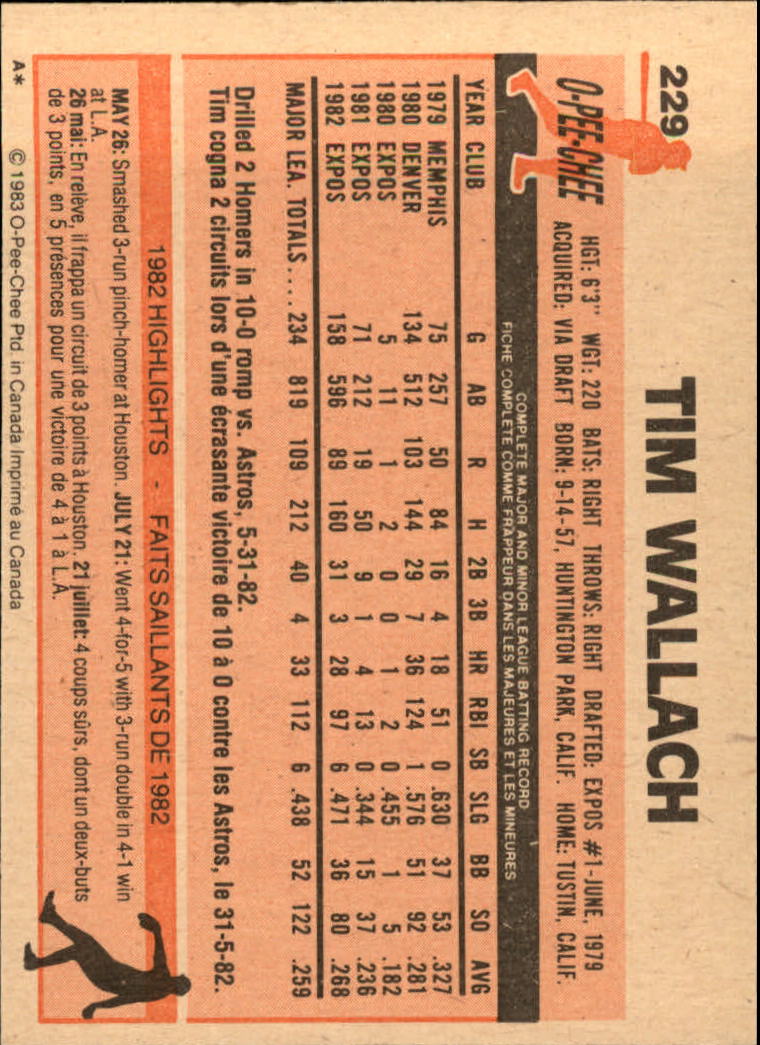 229
TIM WALLACH
O-PEE-CHEE
HGT: 6'3" WGT: 220 BATS: RIGHT THROWS: RIGHT DRAFTED: EXPOS #1-JUNE, 1979
ACQUIRED: VIA DRAFT BORN: 9-14-57, HUNTINGTON PARK, CALIF. HOME: TUSTIN, CALIF.
COMPLETE MAJOR AND MINOR LEAGUE BATTING RECORD
FICHE COMPLETE COMME FRAPPEUR DANS LES MAJEURES ET LES MINEURES
YEAR CLUB G AB R H 2B 3B HR RBI SB SLG BB SO AVG
1979 MEMPHIS 75 257 50 84 16 4 18 51 0 .630 37 53 .327
1980 DENVER 134 512 103 144 29 7 36 124 1 .576 51 92 .281
1980 EXPOS 5 11 1 2 0 0 1 2 0 .455 1 5 .182
1981 EXPOS 71 212 19 50 9 1 4 13 0 .344 15 37 .236
1982 EXPOS 158 596 89 160 31 3 28 97 6 .471 36 80 .268
MAJOR LEA. TOTALS.... 234 819 109 212 40 4 33 112 6 .438 52 122 .259
Drilled 2 Homers in 10-0 romp vs. Astros, 5-31-82.
Tim cogna 2 circuits lors d'une écrasante victoire de 10 à 0 contre les Astros, le 31-5-82.
1982 HIGHLIGHTS - FAITS SAILLANTS DE 1982
MAY 26: Smashed 3-run pinch-homer at Houston. JULY 21: Went 4-for-5 with 3-run double in 4-1 win
at L.A.
26 mai: En relève, il frappa un circuit de 3 points à Houston. 21 juillet: 4 coups sûrs, dont un deux-buts
de 3 points, en 5 présences pour une victoire de 4 à 1 à L.A.
A* © 1983 O-Pee-Chee Ptd. in Canada Imprimé au Canada